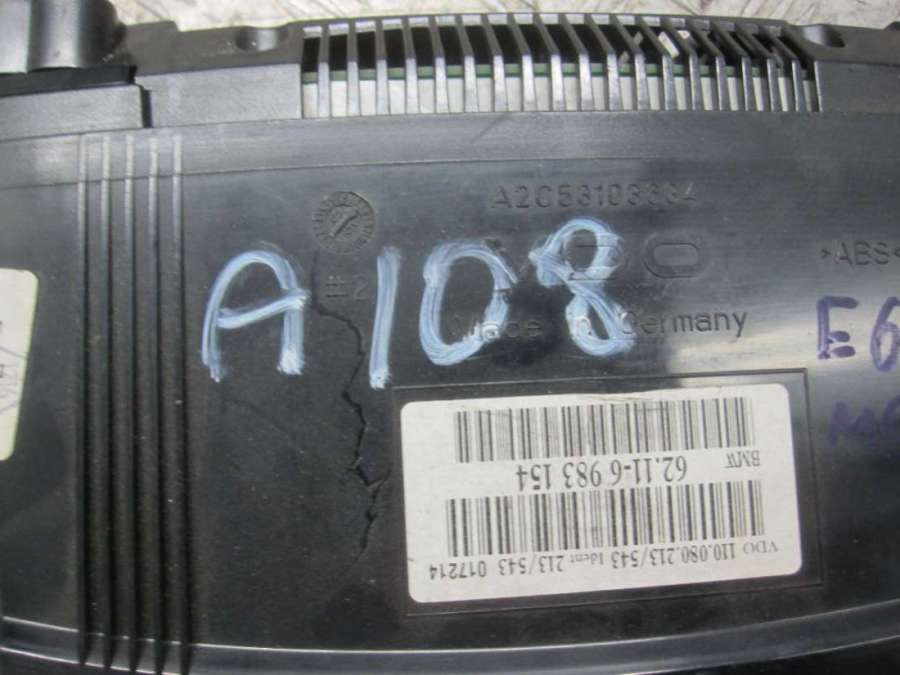 A2C53103334
A108
#2
VDO
>ABS<
Made in Germany
E6
BMW 62.11-6 983 154
VDO 110.080.213/543 Ident 213/543 017214